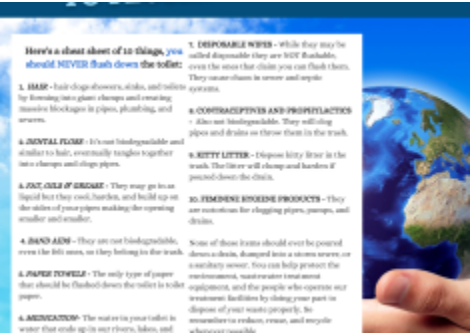 Here's a cheat sheet of 10 things, you
should NEVER flush down the toilet:
1. HAIR - hair clogs showers, sinks, and toilets
by forming into giant clumps and creating
massive blockages in pipes, plumbing, and
sewers.
2. DENTAL FLOSS - It's not biodegradable and
similar to hair, eventually tangles together
into clumps and clogs pipes.
3. FAT, OILS & GREASE - They may go in as
liquid but they cool, harden, and build up on
the sides of your pipes making the opening
smaller and smaller.
4. BAND AIDS - They are not biodegradable,
even the felt ones, so they belong to the trash.
5. PAPER TOWELS - The only type of paper
that should be flushed down the toilet is toilet
paper.
6. MEDICATION- The water in your toilet is
water that ends up in our rivers, lakes, and
7. DISPOSABLE WIPES - While they may be
called disposable they are NOT flushable,
even the ones that claim you can flush them.
They cause chaos in sewer and septic
systems.
8. CONTRACEPTIVES AND PROPHYLACTICS
- Also not biodegradable. They will clog
pipes and drains so throw them in the trash.
9. KITTY LITTER - Dispose kitty litter in the
trash. The litter will clump and harden if
poured down the drain.
10. FEMININE HYGIENE PRODUCTS - They
are notorious for clogging pipes, pumps, and
drains.
None of these items should ever be poured
down a drain, dumped into a storm sewer, or
a sanitary sewer. You can help protect the
environment, wastewater treatment
equipment, and the people who operate our
treatment facilities by doing your part to
dispose of your waste properly. So
remember to reduce, reuse, and recycle
whenever possible.